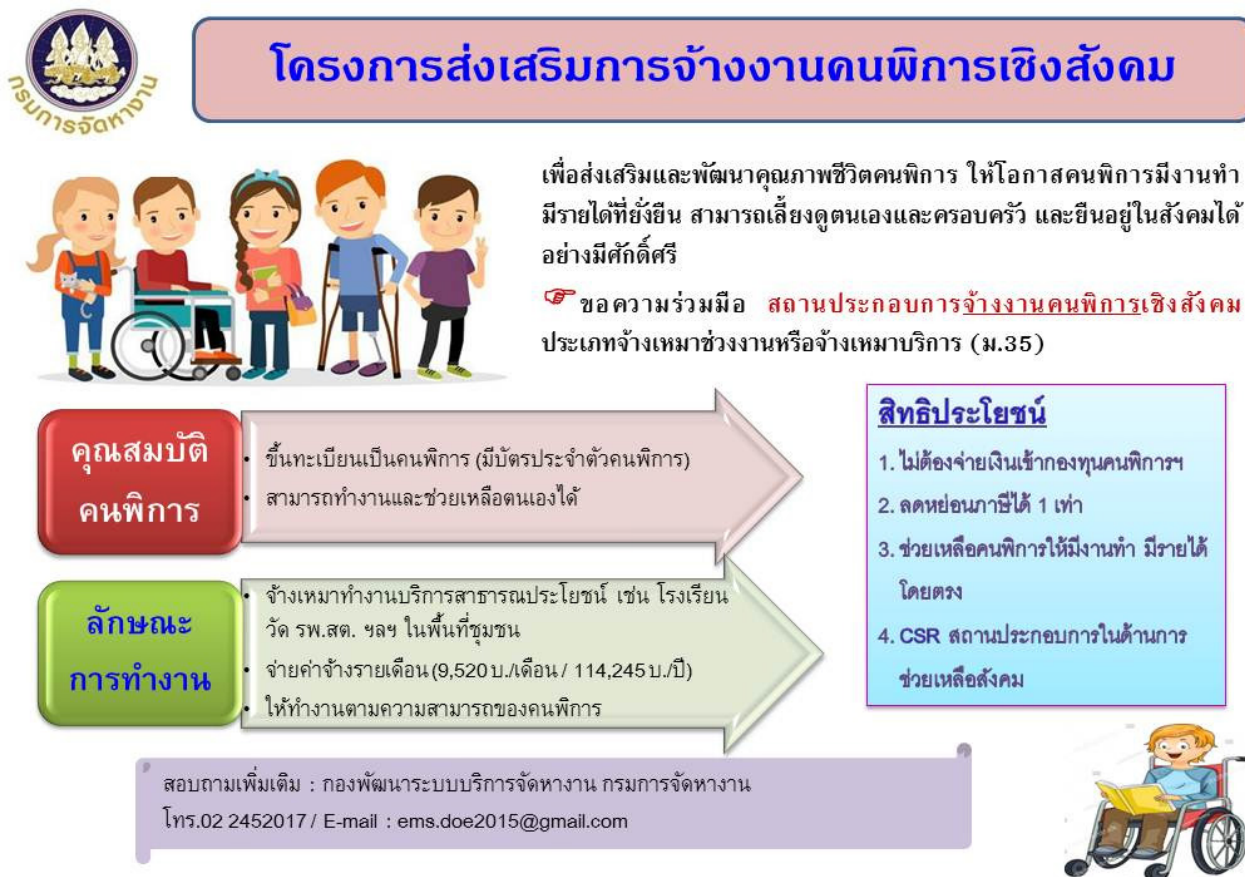 กรมการจัดหางาน
โครงการส่งเสริมการจ้างงานคนพิการเชิงสังคม
เพื่อส่งเสริมและพัฒนาคุณภาพชีวิตคนพิการ ให้โอกาสคนพิการมีงานทำ
มีรายได้ที่ยั่งยืน สามารถเลี้ยงดูตนเองและครอบครัว และยืนอยู่ในสังคมได้
อย่างมีศักดิ์ศรี
☞ ขอความร่วมมือ สถานประกอบการจ้างงานคนพิการเชิงสังคม
ประเภทจ้างเหมาช่วงงานหรือจ้างเหมาบริการ (ม.35)
คุณสมบัติ
คนพิการ
• ขึ้นทะเบียนเป็นคนพิการ (มีบัตรประจำตัวคนพิการ)
• สามารถทำงานและช่วยเหลือตนเองได้
ลักษณะ
การทำงาน
• จ้างเหมาทำงานบริการสาธารณประโยชน์ เช่น โรงเรียน
วัด รพ.สต. ฯลฯ ในพื้นที่ชุมชน
• จ่ายค่าจ้างรายเดือน (9,520 บ./เดือน / 114,245 บ./ปี)
• ให้ทำงานตามความสามารถของคนพิการ
สิทธิประโยชน์
1. ไม่ต้องจ่ายเงินเข้ากองทุนคนพิการฯ
2. ลดหย่อนภาษีได้ 1 เท่า
3. ช่วยเหลือคนพิการให้มีงานทำ มีรายได้
โดยตรง
4. CSR สถานประกอบการในด้านการ
ช่วยเหลือสังคม
สอบถามเพิ่มเติม : กองพัฒนาระบบบริการจัดหางาน กรมการจัดหางาน
โทร.02 2452017 / E-mail : ems.doe2015@gmail.com